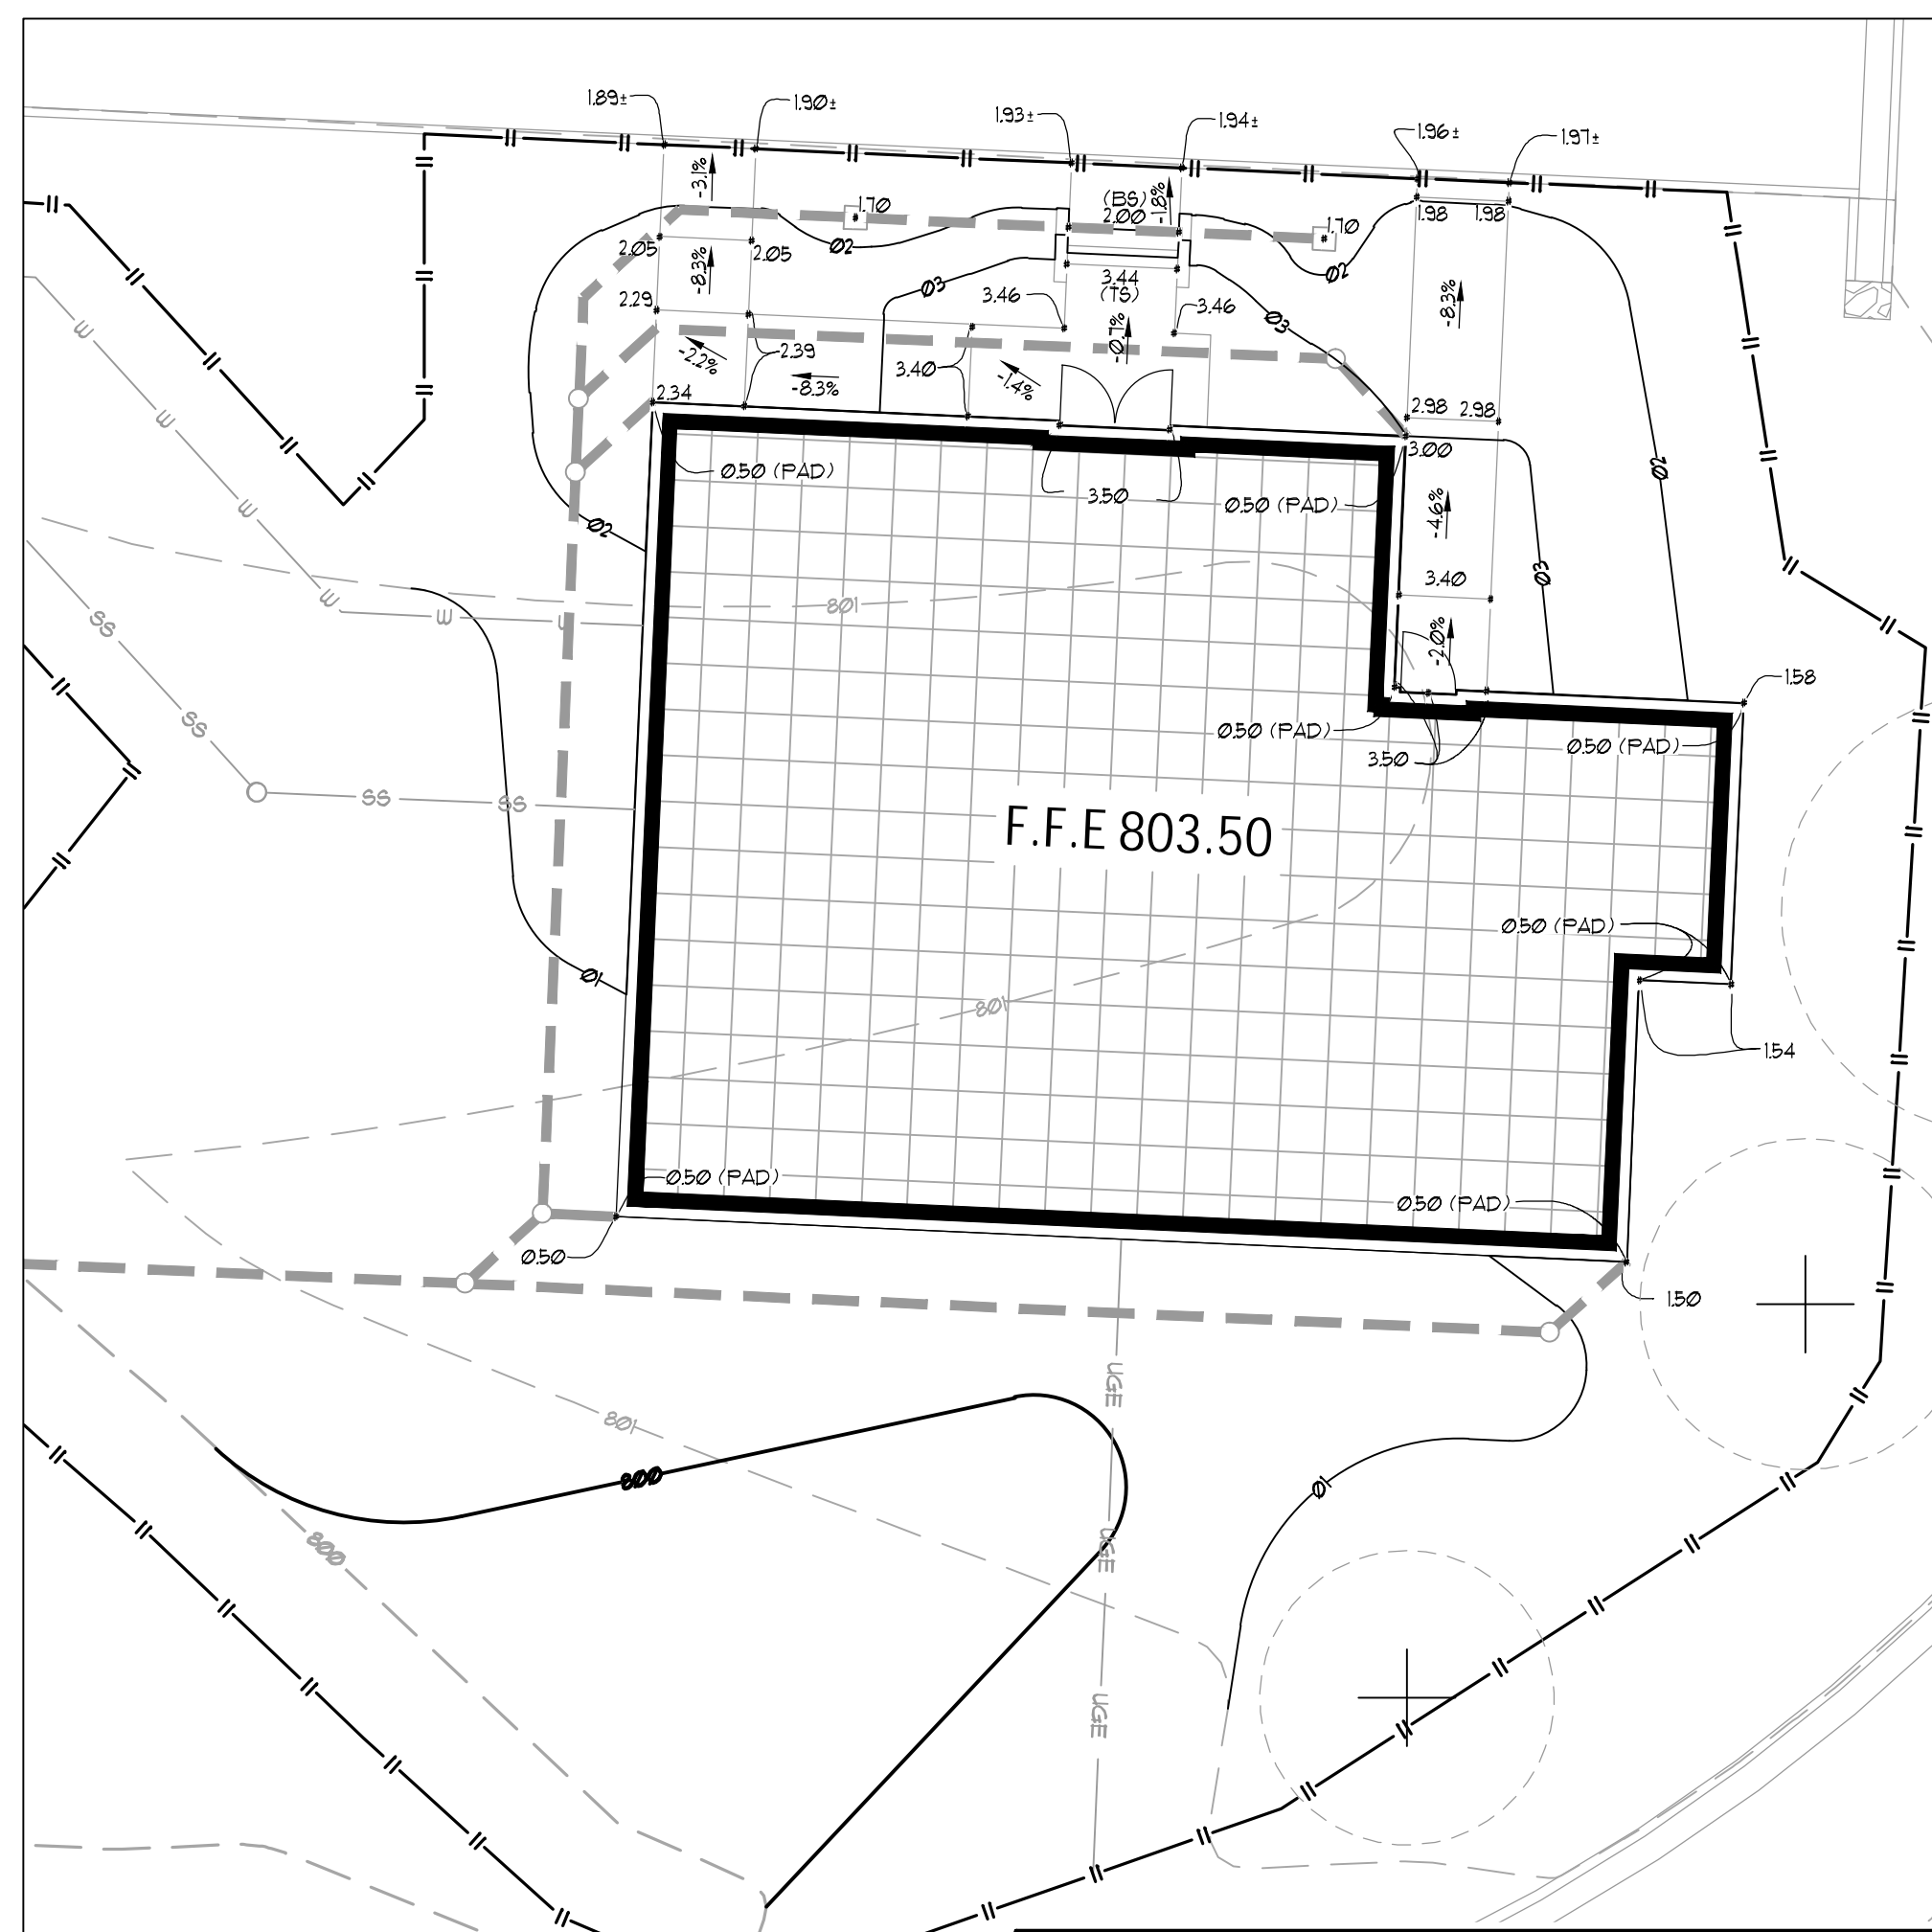 1.89±
1.90±
1.93±
1.94±
1.96±
1.97±
-3.1%
1.70
(BS)
2.00
-1.8%
1.98
1.98
1.70
2.05
2.05
02
02
-8.3%
03
3.44
(TS)
2.29
3.46
3.46
03
-8.3%
-2.2%
2.39
-0.7%
3.40
-8.3%
-1.4%
2.34
2.98
2.98
3.00
0.50 (PAD)
3.50
0.50 (PAD)
02
02
-4.6%
W
W
W
W
W
W
801
3.40
03
-2.0%
SS
SS
SS
SS
1.58
0.50 (PAD)
0.50 (PAD)
3.50
F.F.E 803.50
0.50 (PAD)
01
801
1.54
0.50 (PAD)
0.50 (PAD)
0.50
1.50
UGE
801
800
01
800
UGE
UGE